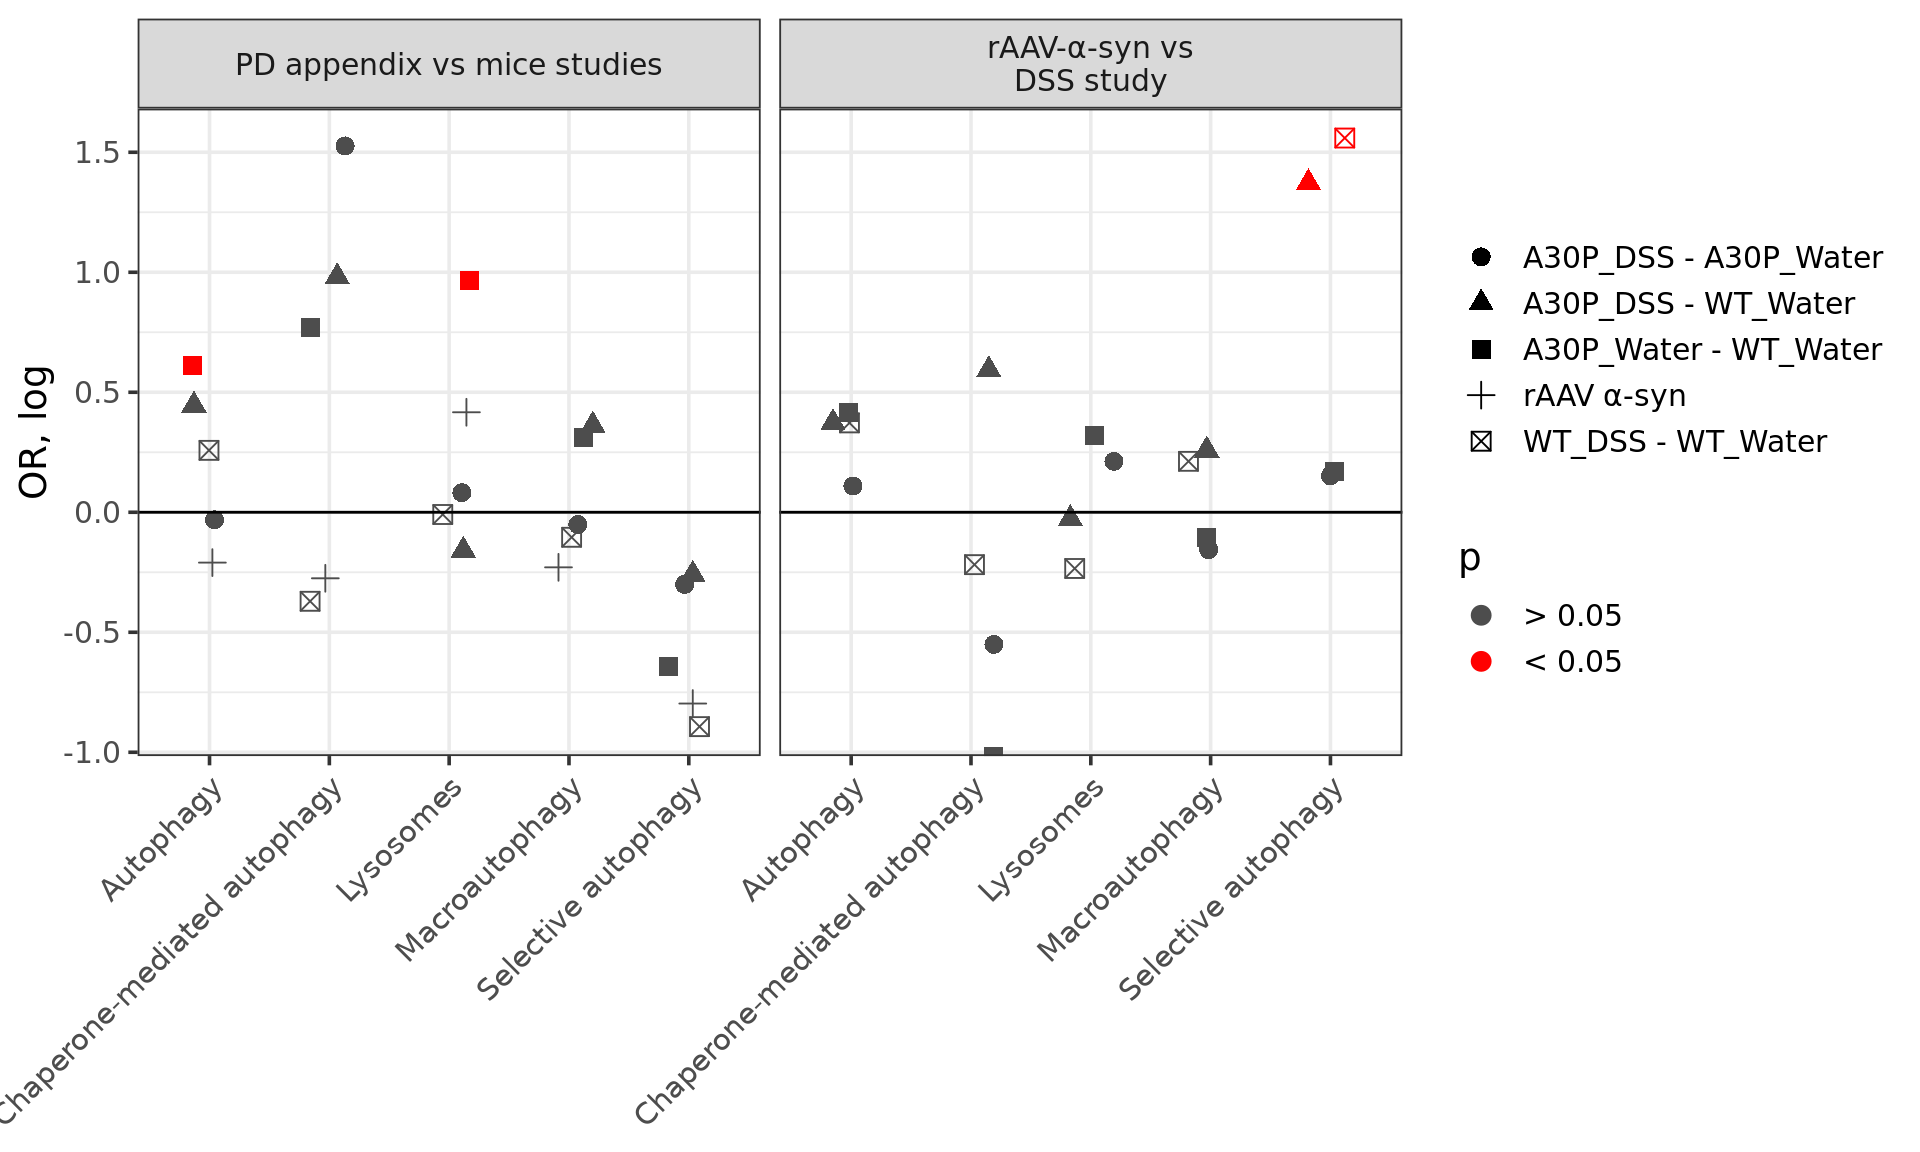 PD appendix vs mice studies
rAAV-α-syn vs
DSS study
OR, log
1.5
1.0
0.5
0.0
-0.5
-1.0
Autophagy
Chaperone-mediated autophagy
Lysosomes
Macroautophagy
Selective autophagy
Autophagy
Chaperone-mediated autophagy
Lysosomes
Macroautophagy
Selective autophagy
A30P_DSS - A30P_Water
A30P_DSS - WT_Water
A30P_Water - WT_Water
rAAV α-syn
WT_DSS - WT_Water
p
> 0.05
< 0.05